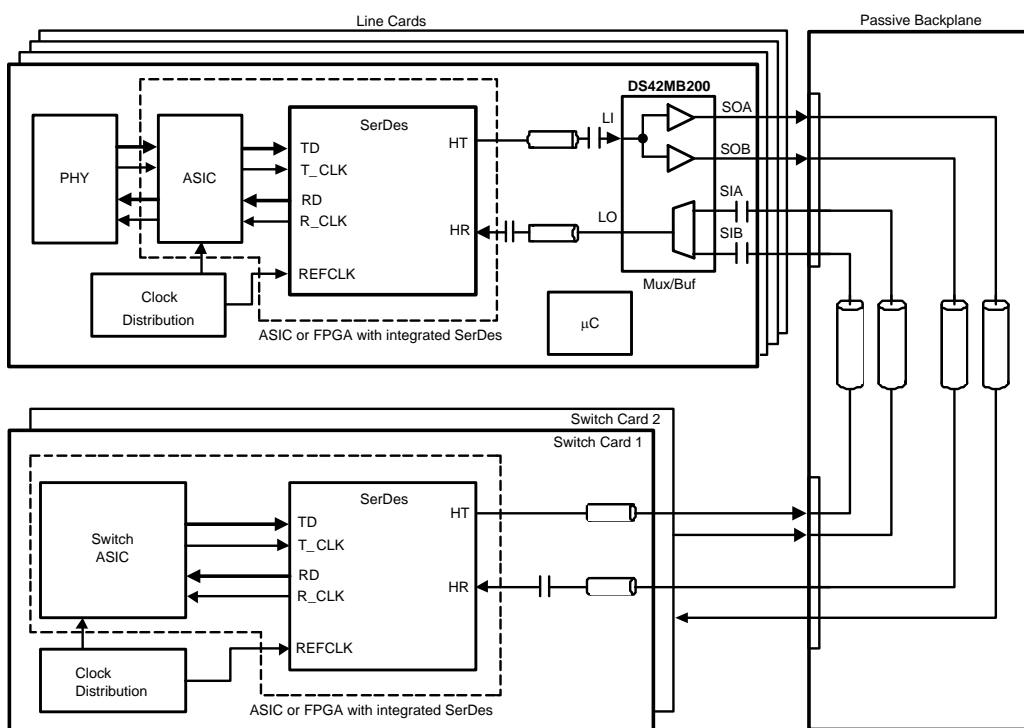 Line Cards
Passive Backplane
DS42MB200
PHY
ASIC
SerDes
TD
T_CLK
RD
R_CLK
REFCLK
HT
HR
LI
LO
SOA
SOB
SIA
SIB
Mux/Buf
Clock
Distribution
ASIC or FPGA with integrated SerDes
μC
Switch Card 2
Switch Card 1
Switch
ASIC
SerDes
TD
T_CLK
RD
R_CLK
REFCLK
HT
HR
Clock
Distribution
ASIC or FPGA with integrated SerDes